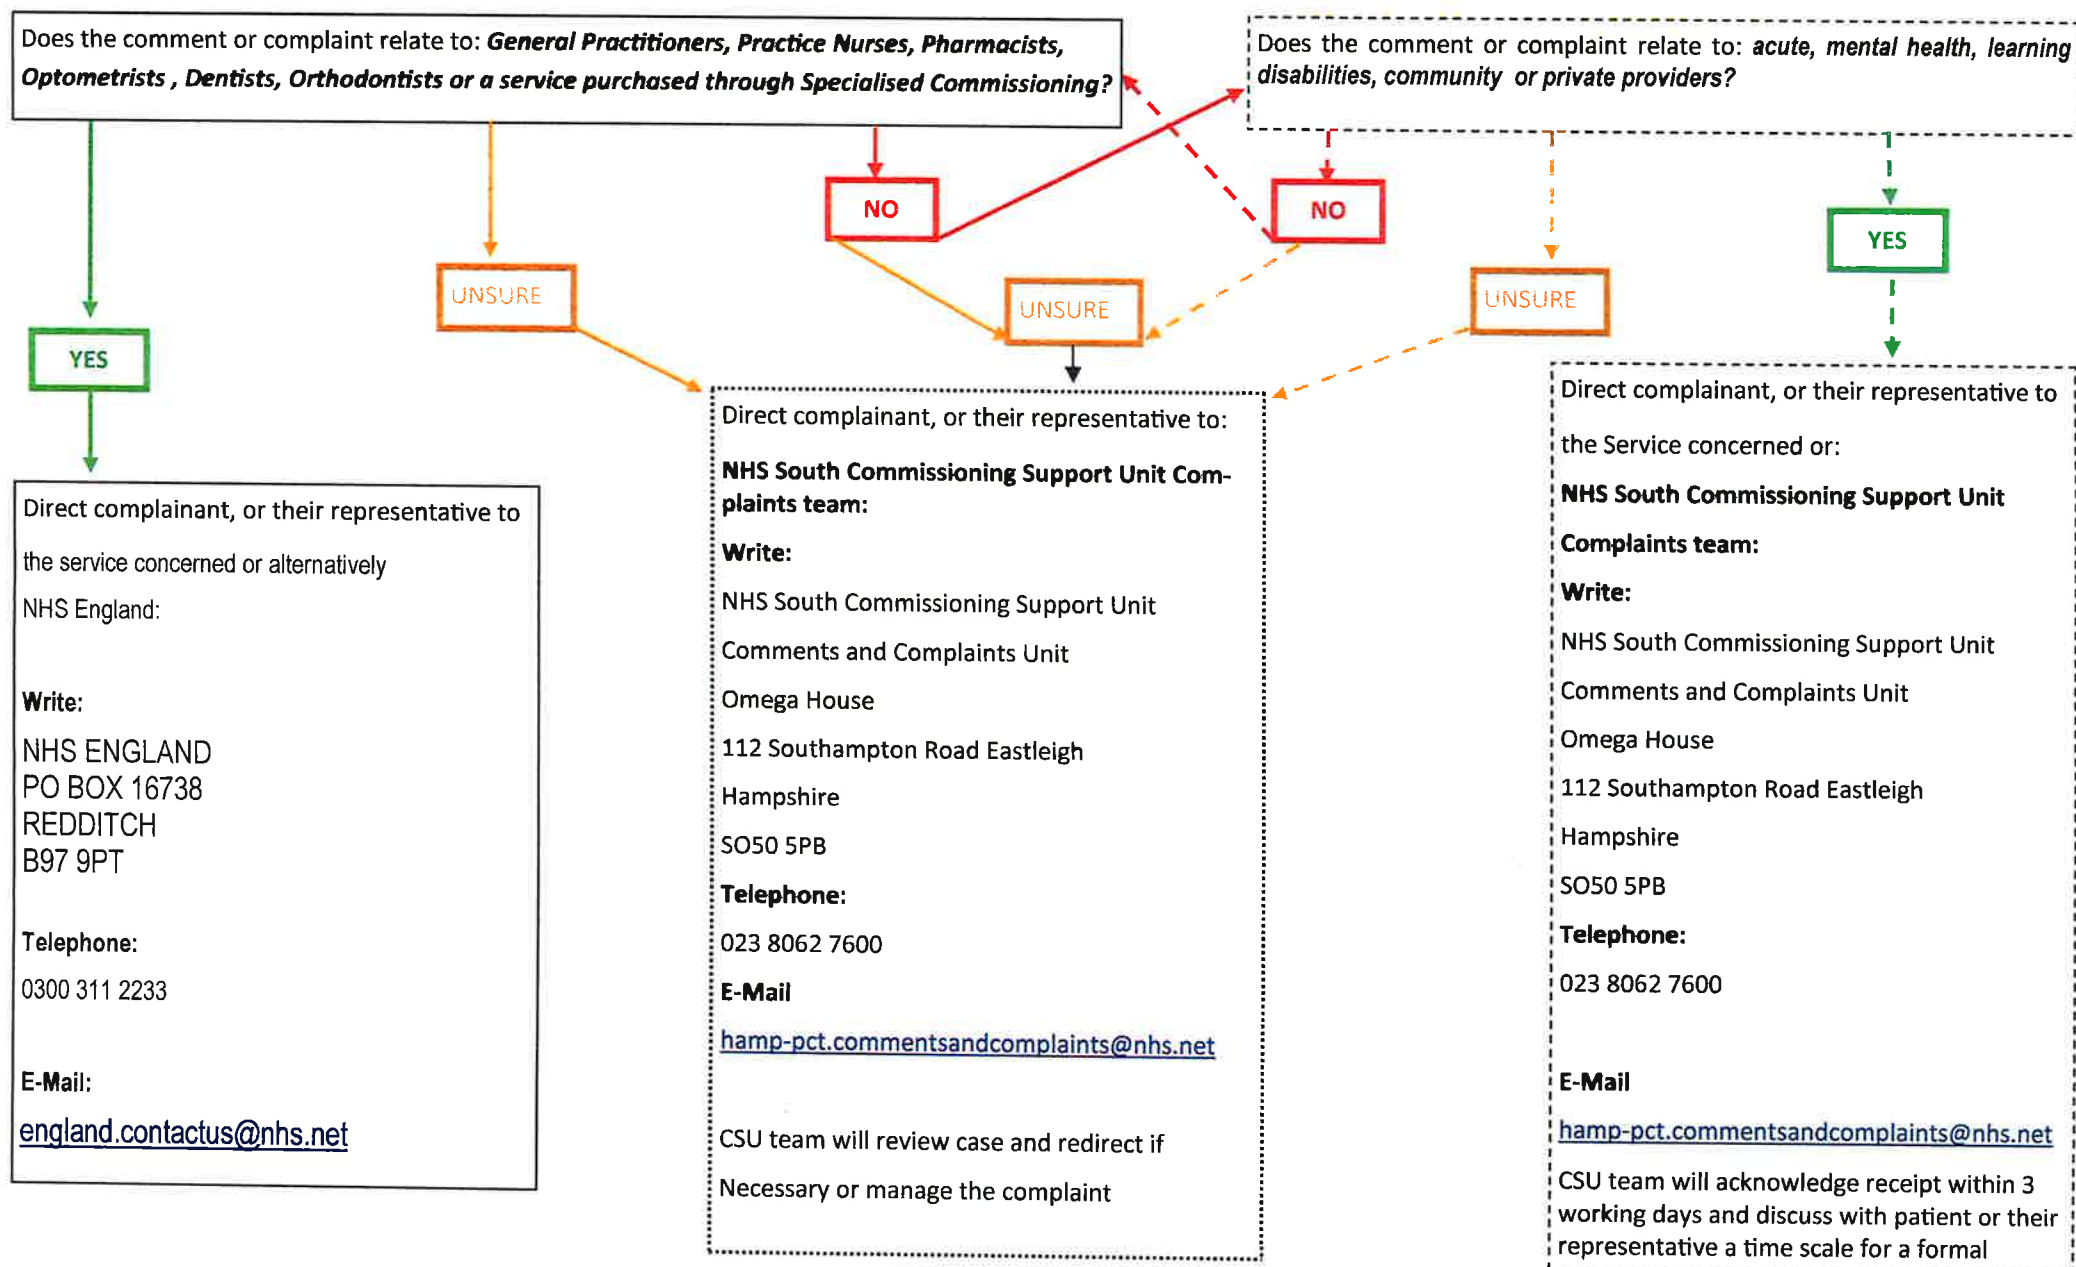 Does the comment or complaint relate to: General Practitioners, Practice Nurses, Pharmacists,
Optometrists , Dentists, Orthodontists or a service purchased through Specialised Commissioning?
Does the comment or complaint relate to: acute, mental health, learning
disabilities, community or private providers?
NO
NO
YES
UNSURE
UNSURE
UNSURE
YES
Direct complainant, or their representative to
the service concerned or alternatively
NHS England:
Write:
NHS ENGLAND
PO BOX 16738
REDDITCH
B97 9PT
Telephone:
0300 311 2233
E-Mail:
england.contactus@nhs.net
Direct complainant, or their representative to:
NHS South Commissioning Support Unit Com-
plaints team:
Write:
NHS South Commissioning Support Unit
Comments and Complaints Unit
Omega House
112 Southampton Road Eastleigh
Hampshire
SO50 5PB
Telephone:
023 8062 7600
E-Mail
hamp-pct.commentsandcomplaints@nhs.net
CSU team will review case and redirect if
Necessary or manage the complaint
Direct complainant, or their representative to
the Service concerned or:
NHS South Commissioning Support Unit
Complaints team:
Write:
NHS South Commissioning Support Unit
Comments and Complaints Unit
Omega House
112 Southampton Road Eastleigh
Hampshire
SO50 5PB
Telephone:
023 8062 7600
E-Mail
hamp-pct.commentsandcomplaints@nhs.net
CSU team will acknowledge receipt within 3
working days and discuss with patient or their
representative a time scale for a formal